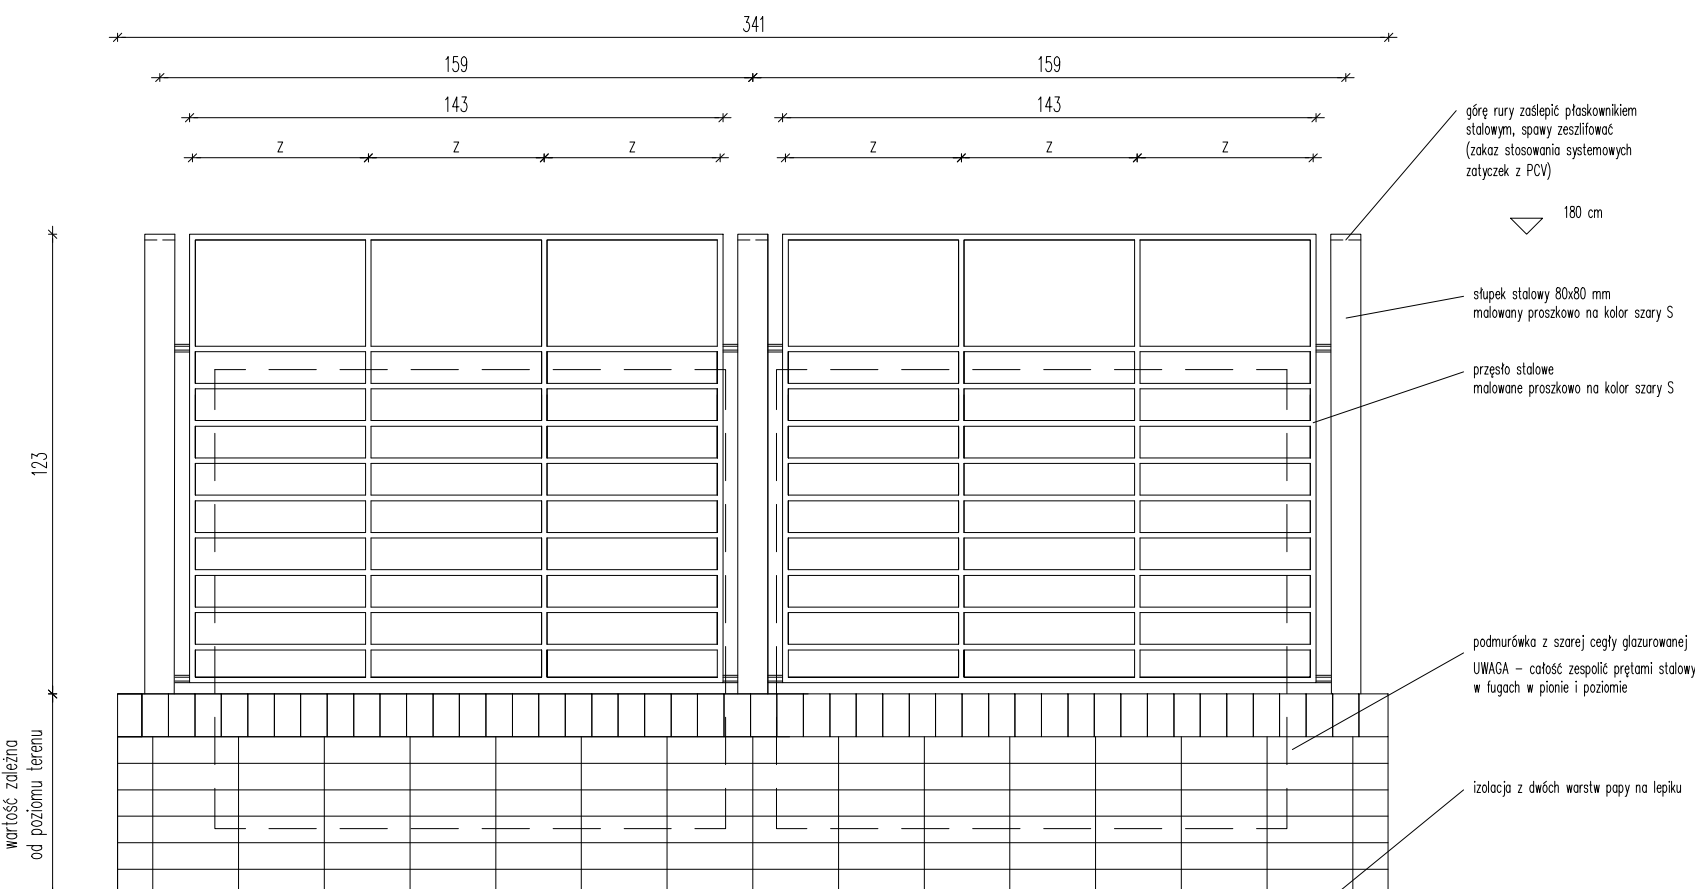 341
159
159
143
143
z
z
z
z
z
z
górę rury zaślepić płaskownikiem
stalowym, spawy zeszlifować
(zakaz stosowania systemowych
zatyczek z PCV)
180 cm
słupek stalowy 80x80 mm
malowany proszkowo na kolor szary S
przęsło stalowe
malowane proszkowo na kolor szary S
123
podmurówka z szarej cegły glazurowanej
UWAGA – całość zespolić prętami stalowy
w fugach w pionie i poziomie
wartość zależna
od poziomu terenu
izolacja z dwóch warstw papy na lepiku